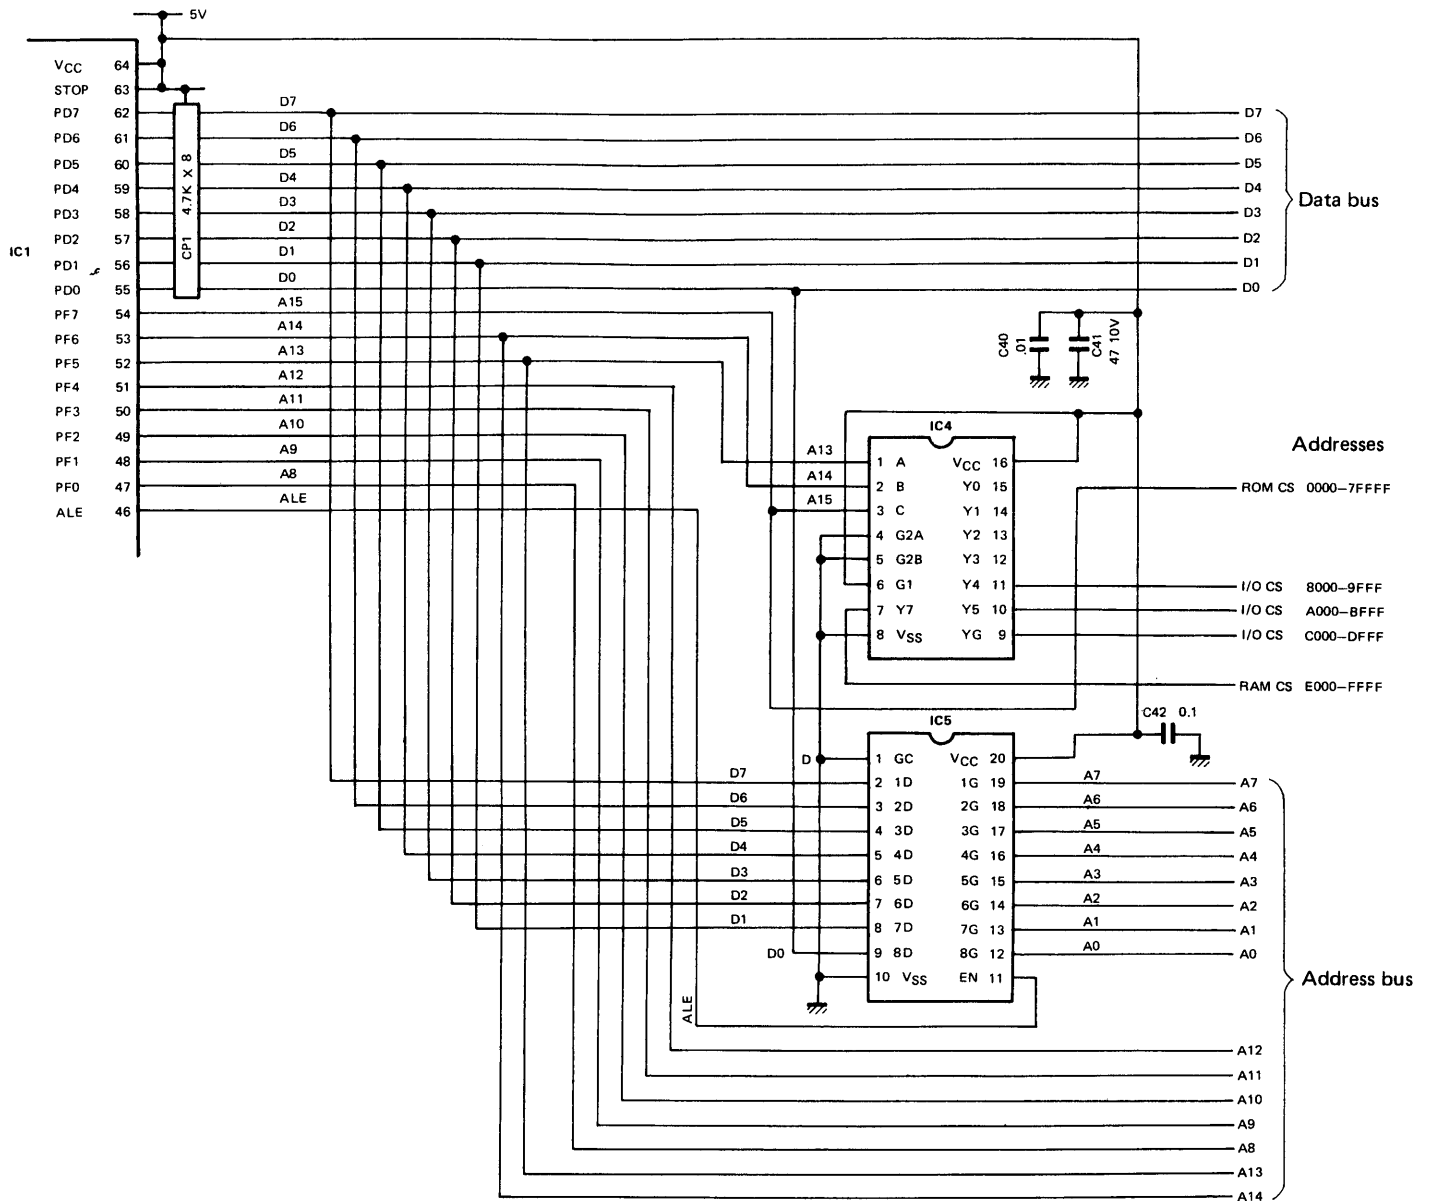 5V
VCC 64
STOP 63
PD7 62 D7 D7
PD6 61 D6 D6
PD5 60 D5 D5
PD4 59 D4 D4
PD3 58 D3 D3
PD2 57 D2 D2
PD1 56 D1 D1
PD0 55 D0 D0
CP1 4.7K X 8
Data bus
IC1
PF7 54 A15
PF6 53 A14
PF5 52 A13
PF4 51 A12
PF3 50 A11
PF2 49 A10
PF1 48 A9
PF0 47 A8
ALE 46 ALE
C40 .01
C41 47 10V
IC4
Addresses
A13 1 A VCC 16
A14 2 B Y0 15 ROM CS 0000-7FFFF
A15 3 C Y1 14
4 G2A Y2 13
5 G2B Y3 12
6 G1 Y4 11 I/O CS 8000-9FFF
7 Y7 Y5 10 I/O CS A000-BFFF
8 VSS YG 9 I/O CS C000-DFFF
RAM CS E000-FFFF
IC5
C42 0.1
D 1 GC VCC 20
D7 2 1D 1G 19 A7 A7
D6 3 2D 2G 18 A6 A6
D5 4 3D 3G 17 A5 A5
D4 5 4D 4G 16 A4 A4
D3 6 5D 5G 15 A3 A3
D2 7 6D 6G 14 A2 A2
D1 8 7D 7G 13 A1 A1
D0 9 8D 8G 12 A0 A0
10 VSS EN 11
Address bus
ALE
A12
A11
A10
A9
A8
A13
A14